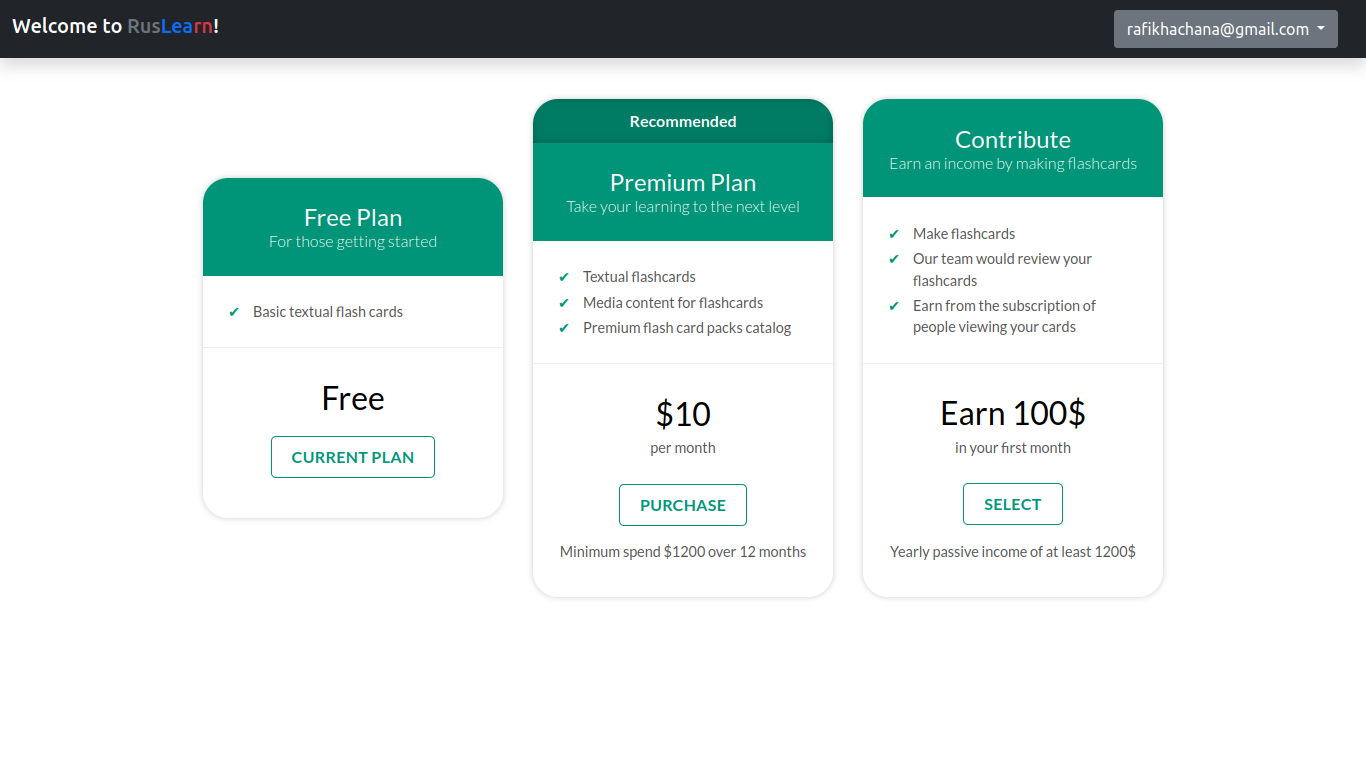 Welcome to RusLearn!
rafikhachana@gmail.com
Free Plan
For those getting started
✔ Basic textual flash cards
Free
CURRENT PLAN
Recommended
Premium Plan
Take your learning to the next level
✔ Textual flashcards
✔ Media content for flashcards
✔ Premium flash card packs catalog
$10
per month
PURCHASE
Minimum spend $1200 over 12 months
Contribute
Earn an income by making flashcards
✔ Make flashcards
✔ Our team would review your
flashcards
✔ Earn from the subscription of
people viewing your cards
Earn 100$
in your first month
SELECT
Yearly passive income of at least 1200$